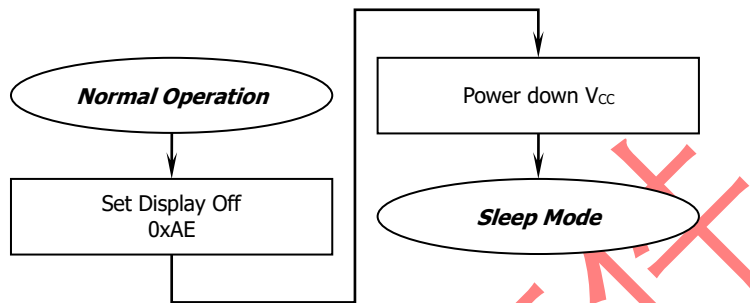 Normal Operation
Set Display Off
0xAE
Power down VCC
Sleep Mode